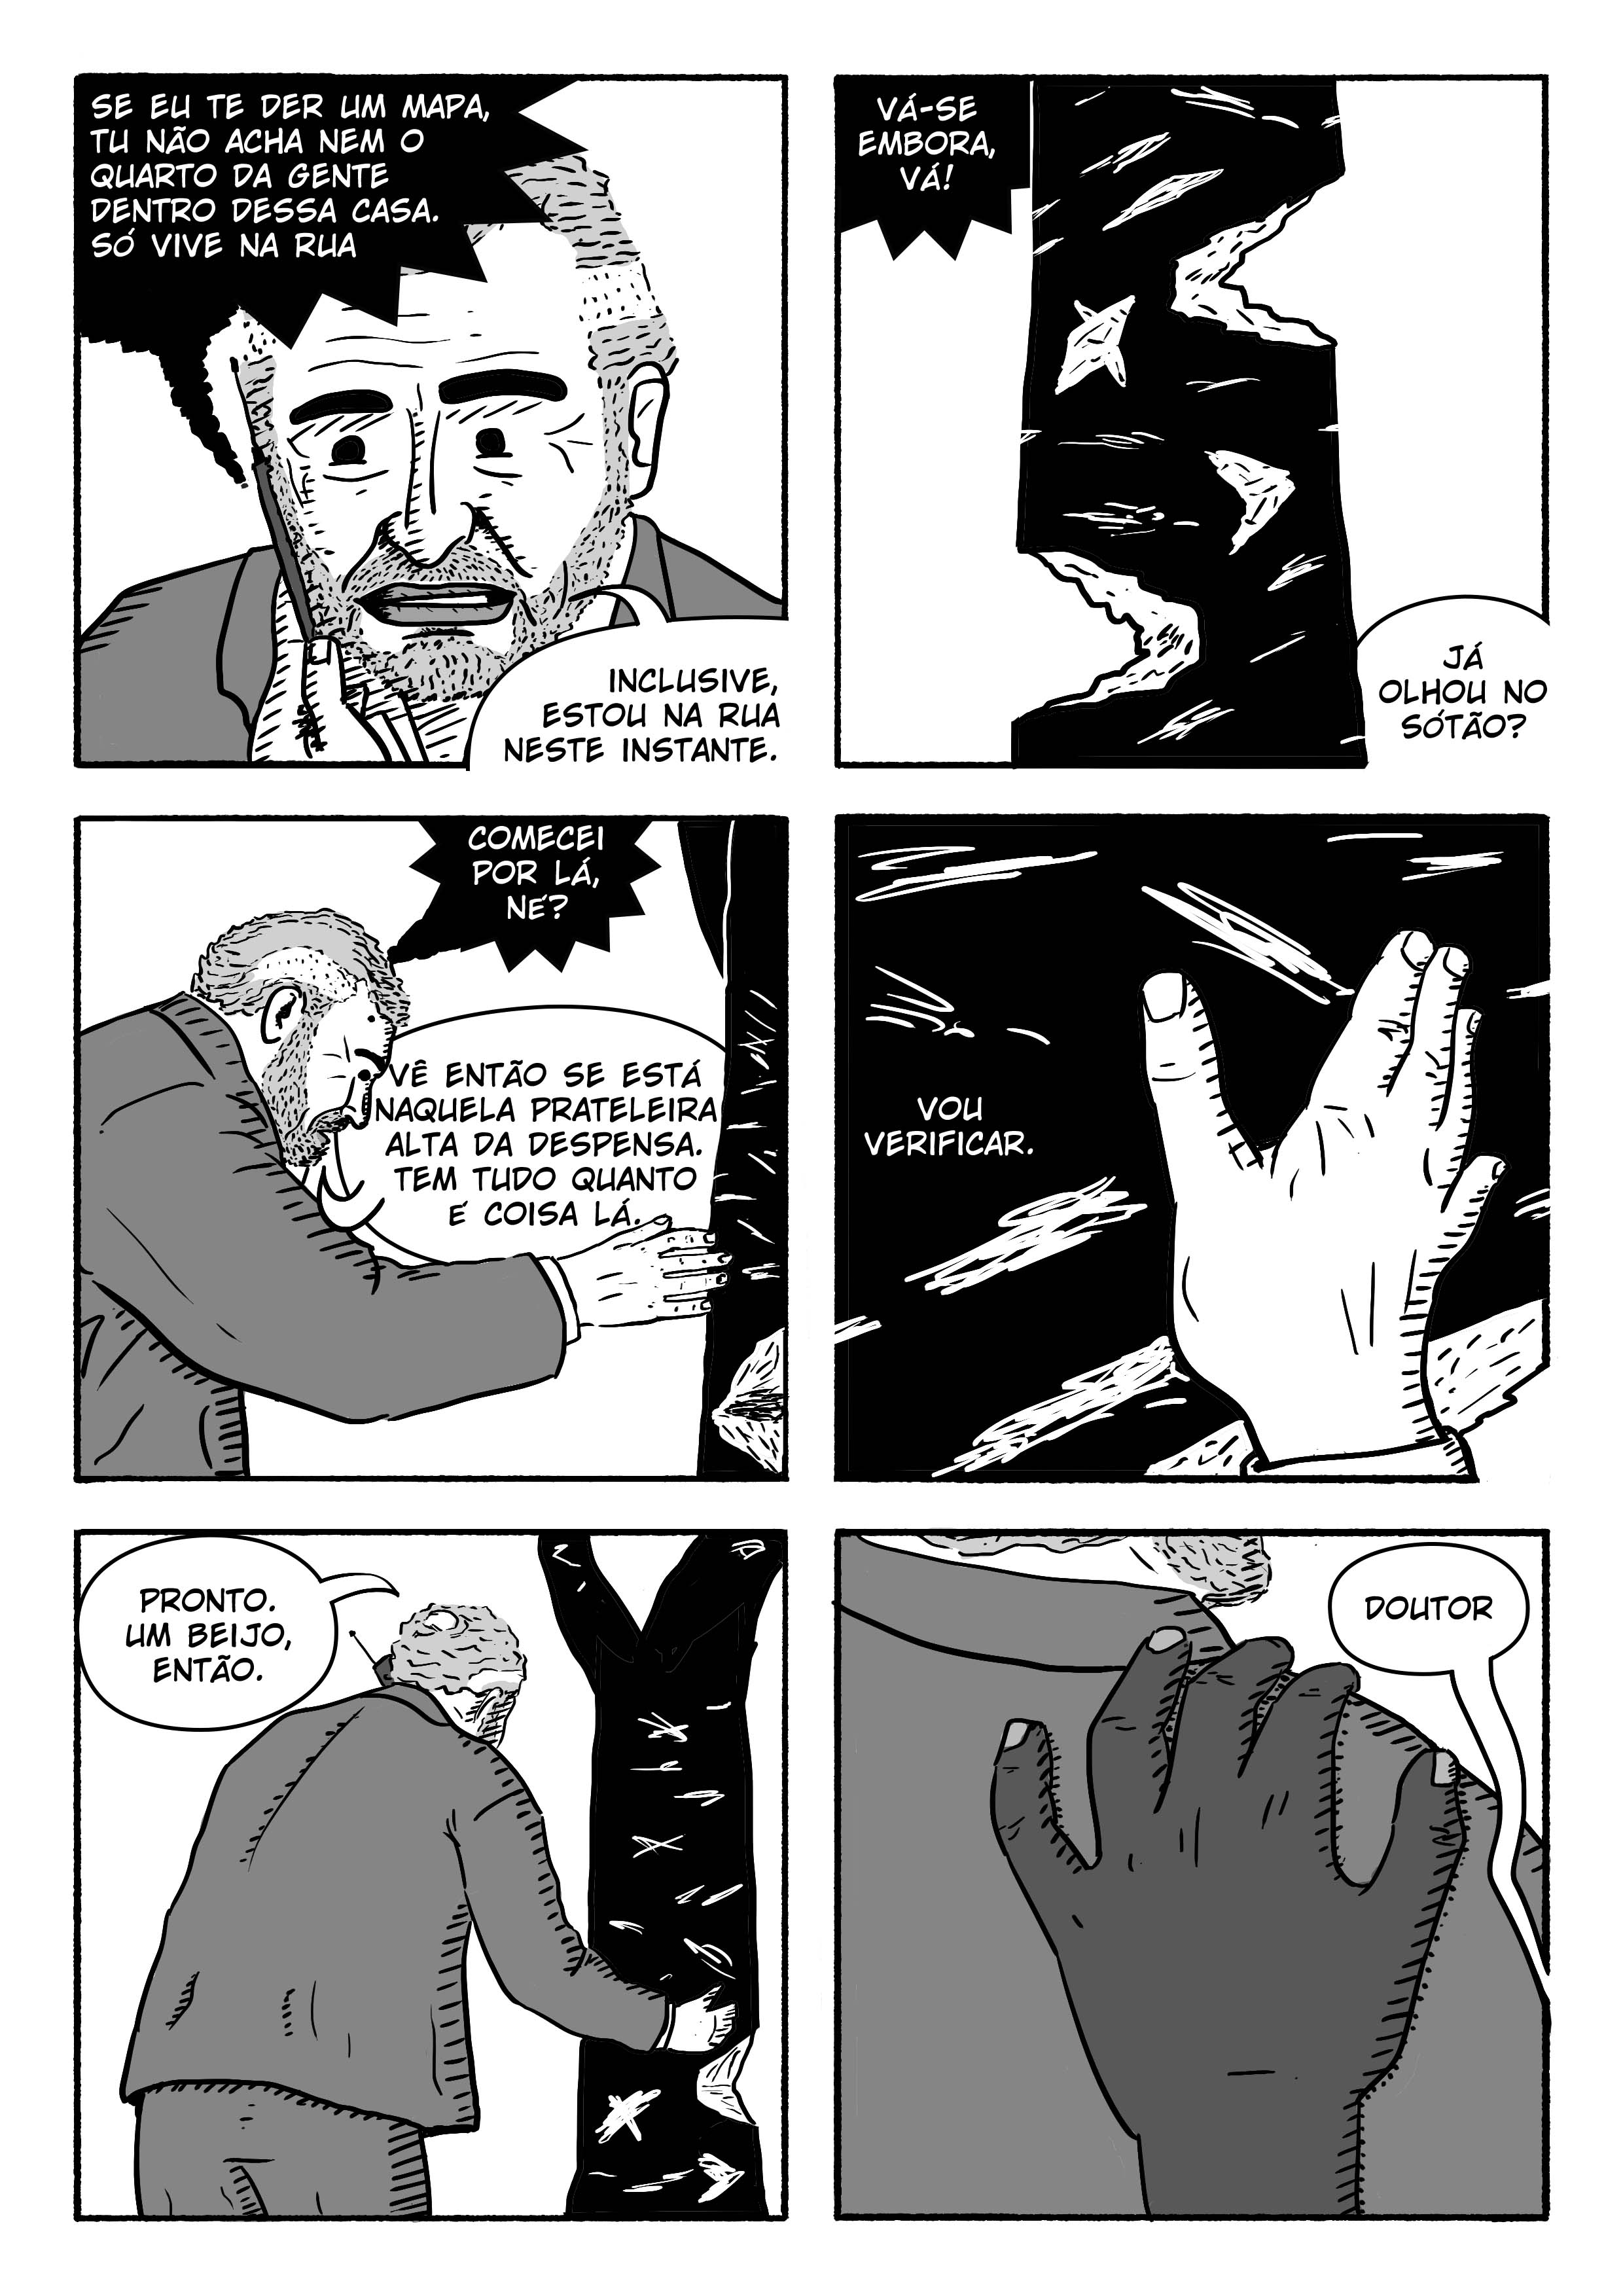 SE EU TE DER UM MAPA,
TU NÃO ACHA NEM O
QUARTO DA GENTE
DENTRO DESSA CASA.
SÓ VIVE NA RUA
INCLUSIVE,
ESTOU NA RUA
NESTE INSTANTE.
VÁ-SE
EMBORA,
VÁ!
JÁ
OLHOU NO
SÓTÃO?
COMECEI
POR LÁ,
NÉ?
VÊ ENTÃO SE ESTÁ
NAQUELA PRATELEIRA
ALTA DA DESPENSA.
TEM TUDO QUANTO
É COISA LÁ.
VOU
VERIFICAR.
PRONTO.
UM BEIJO,
ENTÃO.
DOUTOR